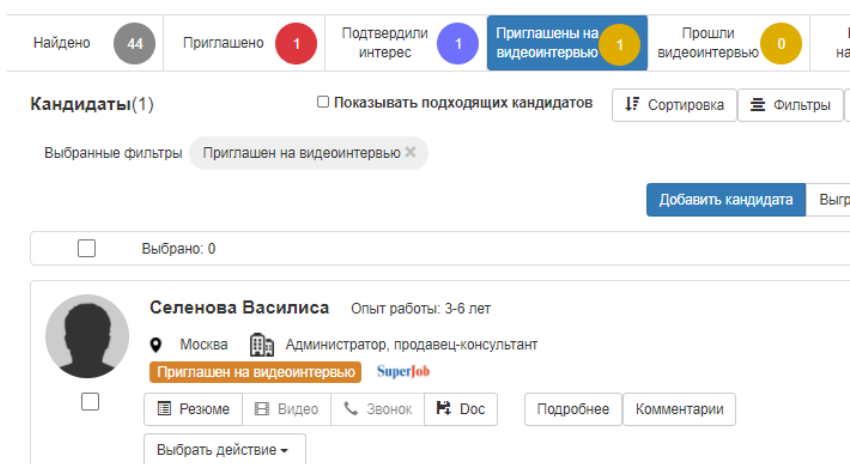 Найдено 44 Приглашено 1 Подтвердили интерес 1 Приглашены на видеоинтервью 1 Прошли видеоинтервью 0
Кандидаты(1) Показывать подходящих кандидатов Сортировка Фильтры
Выбранные фильтры Приглашен на видеоинтервью ×
Добавить кандидата
Выбрано: 0
Селенова Василиса Опыт работы: 3-6 лет
Москва Администратор, продавец-консультант
Приглашен на видеоинтервью SuperJob
Резюме Видео Звонок Doc Подробнее Комментарии
Выбрать действие